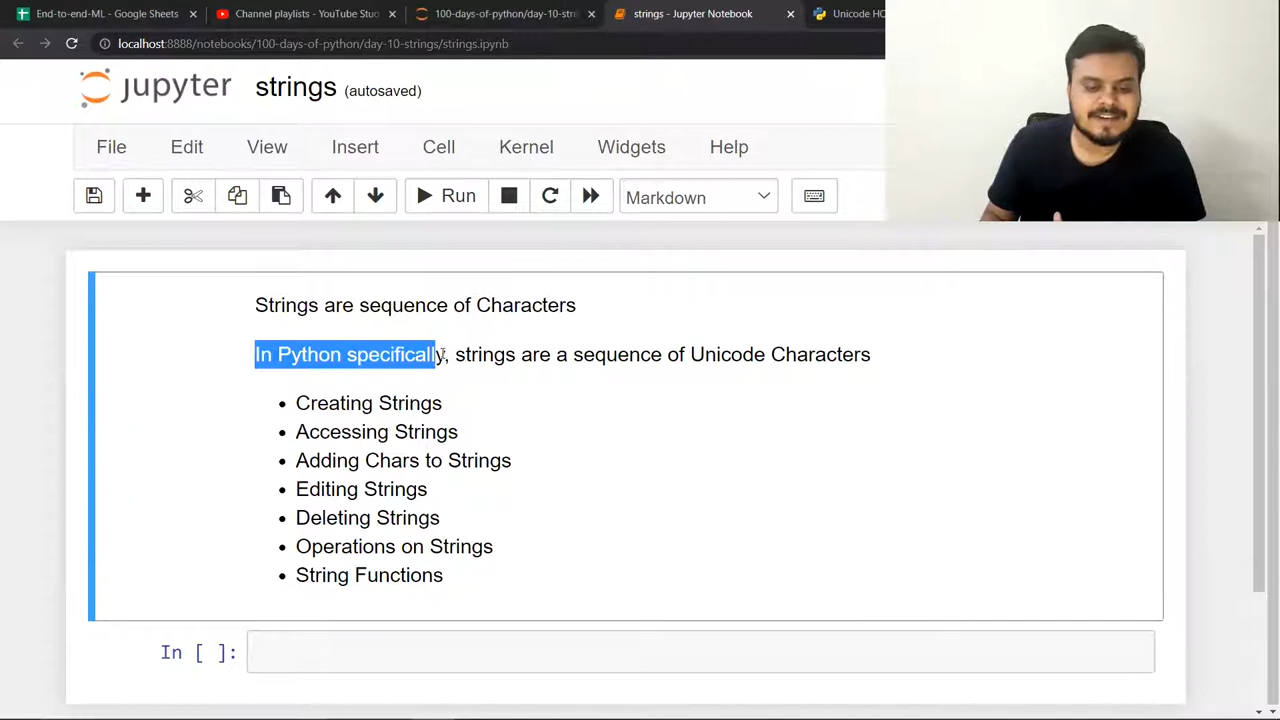 End-to-end-ML - Google Sheets
Channel playlists - YouTube Studi
100-days-of-python/day-10-stri
strings - Jupyter Notebook
Unicode HO
localhost:8888/notebooks/100-days-of-python/day-10-strings/strings.ipynb
jupyter strings (autosaved)
File Edit View Insert Cell Kernel Widgets Help
Run Markdown
Strings are sequence of Characters
In Python specifically, strings are a sequence of Unicode Characters
• Creating Strings
• Accessing Strings
• Adding Chars to Strings
• Editing Strings
• Deleting Strings
• Operations on Strings
• String Functions
In [ ]: